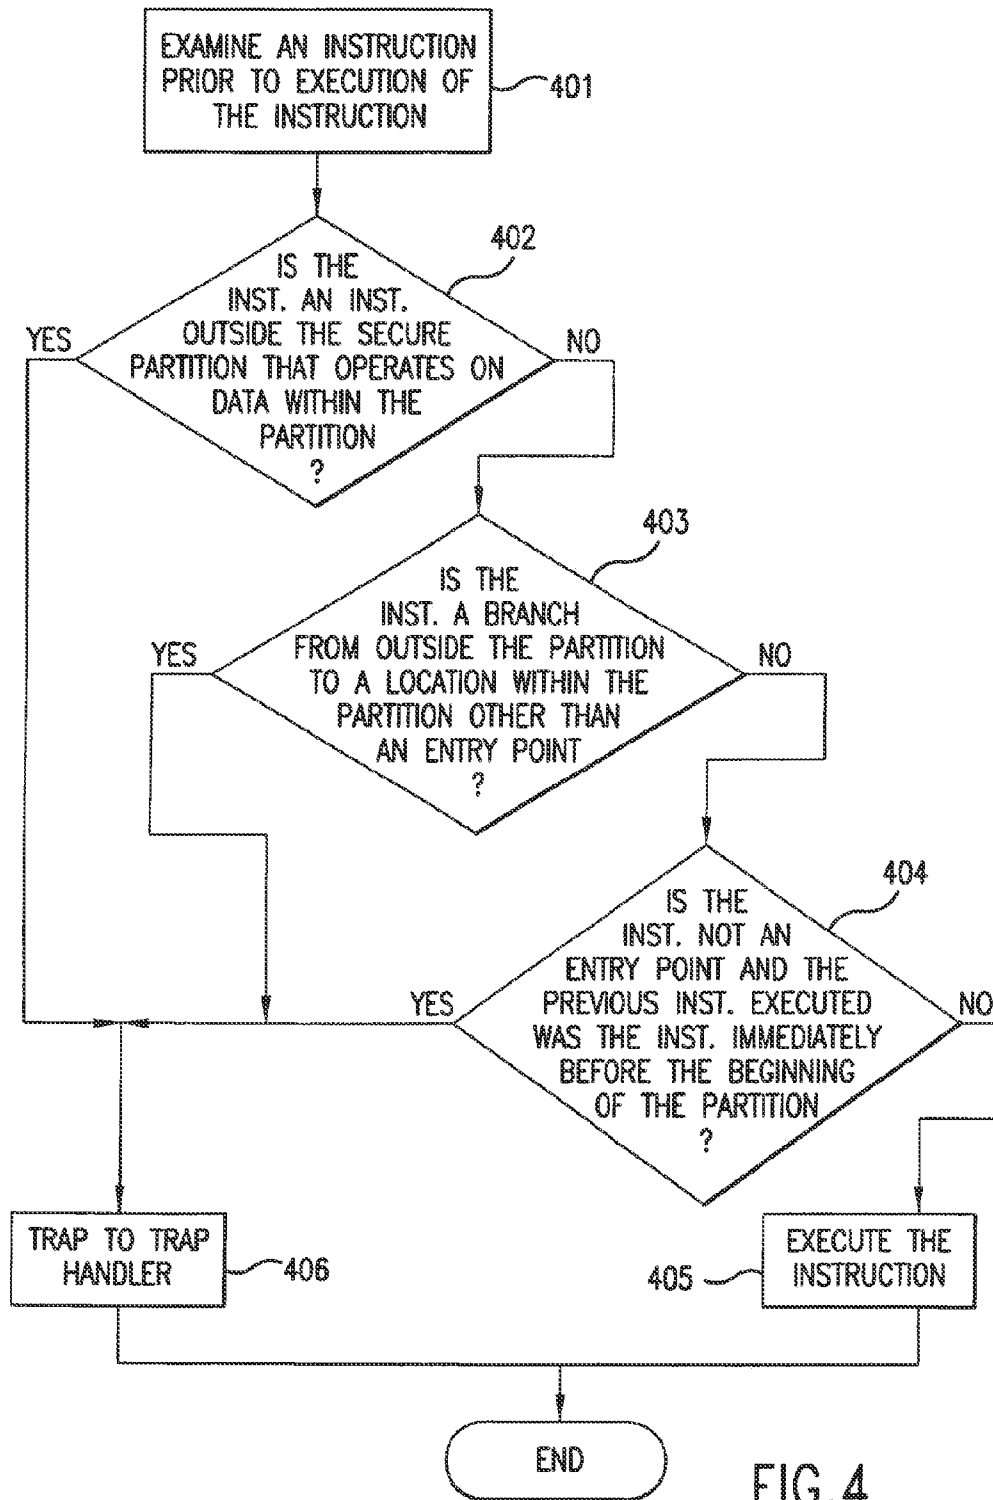 EXAMINE AN INSTRUCTION
PRIOR TO EXECUTION OF
THE INSTRUCTION
401
402
IS THE
INST. AN INST.
OUTSIDE THE SECURE
PARTITION THAT OPERATES ON
DATA WITHIN THE
PARTITION
?
YES
NO
403
IS THE
INST. A BRANCH
FROM OUTSIDE THE PARTITION
TO A LOCATION WITHIN THE
PARTITION OTHER THAN
AN ENTRY POINT
?
YES
NO
404
IS THE
INST. NOT AN
ENTRY POINT AND THE
PREVIOUS INST. EXECUTED
WAS THE INST. IMMEDIATELY
BEFORE THE BEGINNING
OF THE PARTITION
?
YES
NO
TRAP TO TRAP
HANDLER
406
405
EXECUTE THE
INSTRUCTION
END
FIG.4